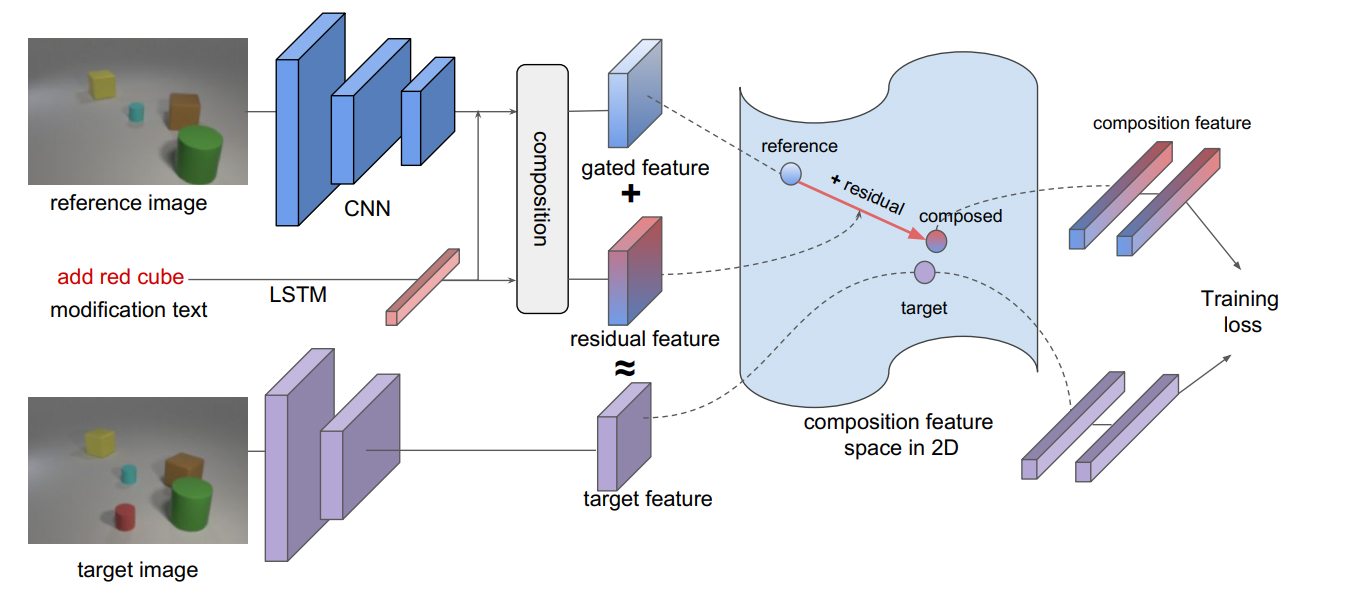 reference image
CNN
add red cube
modification text
LSTM
target image
composition
gated feature
+
residual feature
≈
target feature
reference
+ residual
composed
target
composition feature
space in 2D
composition feature
Training
loss